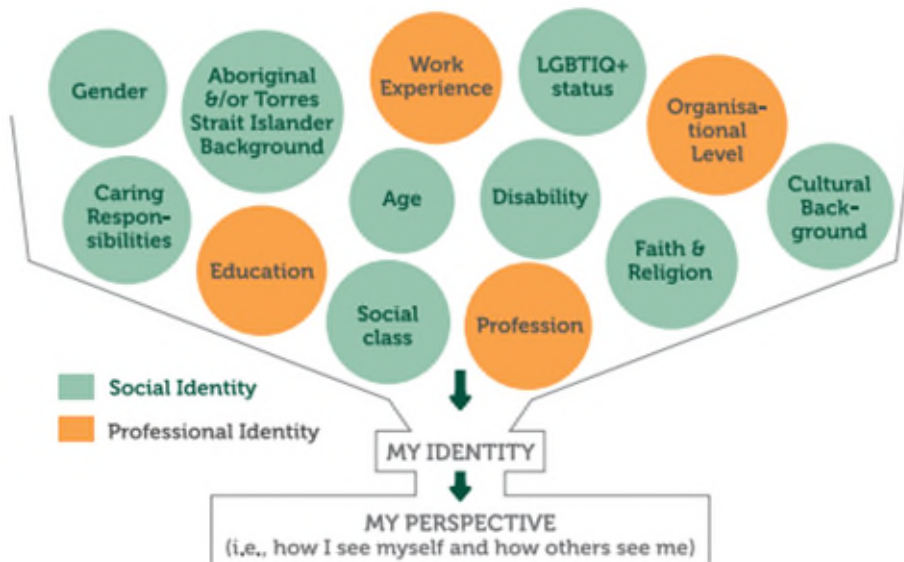 Gender
Aboriginal
&/or Torres
Strait Islander
Background
Work
Experience
LGBTIQ+
status
Organisa-
tional
Level
Caring
Respon-
sibilities
Age
Disability
Cultural
Back-
ground
Education
Faith &
Religion
Social
class
Profession
Social Identity
Professional Identity
MY IDENTITY
MY PERSPECTIVE
(i.e., how I see myself and how others see me)